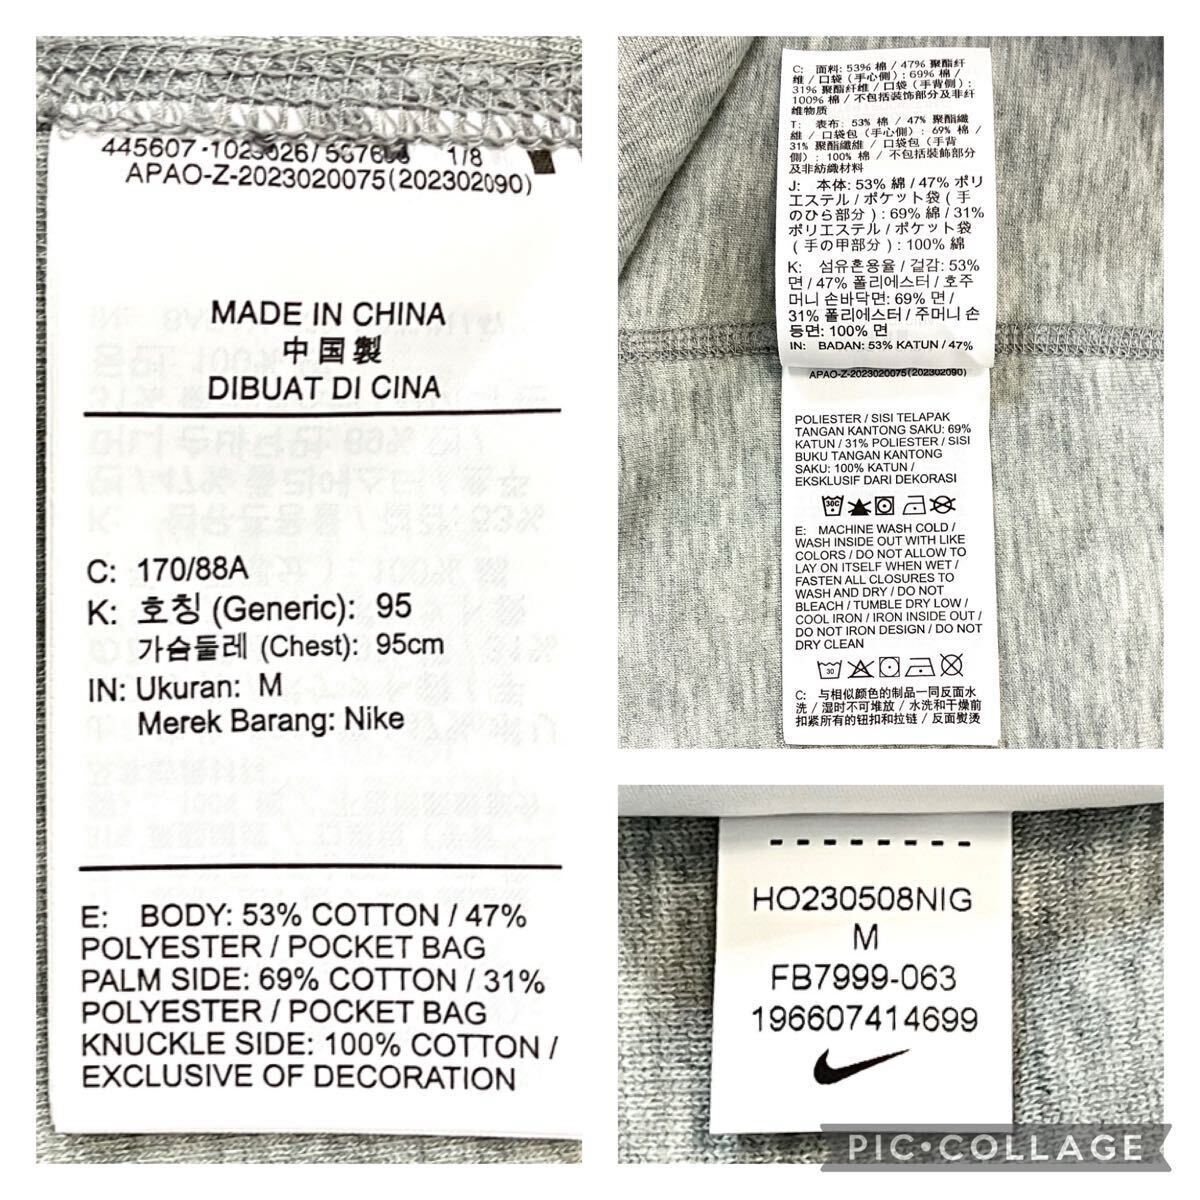 APAO-Z-2023020075(202302090)
MADE IN CHINA
中国製
DIBUAT DI CINA
C: 170/88A
K: 호칭 (Generic): 95
가슴둘레 (Chest): 95cm
IN: Ukuran: M
Merek Barang: Nike
E: BODY: 53% COTTON / 47%
POLYESTER / POCKET BAG
PALM SIDE: 69% COTTON / 31%
POLYESTER / POCKET BAG
KNUCKLE SIDE: 100% COTTON /
EXCLUSIVE OF DECORATION
C: 面料: 53% 棉 / 47% 聚酯纤
维 / 口袋 (手心侧) : 69% 棉 /
31% 聚酯纤维 / 口袋 (手背侧) :
100% 棉 / 不包括装饰部分及非纤
维物质
T: 表布: 53% 棉 / 47% 聚酯纖
維 / 口袋包 (手心側) : 69% 棉 /
31% 聚酯纖維 / 口袋包 (手背
側) : 100% 棉 / 不包括裝飾部分
及非紡織材料
J: 本体: 53% 綿 / 47% ポリ
エステル / ポケット袋 ( 手
のひら部分 ) : 69% 綿 / 31%
ポリエステル / ポケット袋
( 手の甲部分 ) : 100% 綿
K: 섬유혼용율 / 겉감: 53%
면 / 47% 폴리에스터 / 호주
머니 손바닥면: 69% 면 /
31% 폴리에스터 / 주머니 손
등면: 100% 면
IN: BADAN: 53% KATUN / 47%
APAO-Z-2023020075(202302090)
POLIESTER / SISI TELAPAK
TANGAN KANTONG SAKU: 69%
KATUN / 31% POLIESTER / SISI
BUKU TANGAN KANTONG
SAKU: 100% KATUN /
EKSKLUSIF DARI DEKORASI
30C
E: MACHINE WASH COLD /
WASH INSIDE OUT WITH LIKE
COLORS / DO NOT ALLOW TO
LAY ON ITSELF WHEN WET /
FASTEN ALL CLOSURES TO
WASH AND DRY / DO NOT
BLEACH / TUMBLE DRY LOW /
COOL IRON / IRON INSIDE OUT /
DO NOT IRON DESIGN / DO NOT
DRY CLEAN
30
C: 与相似颜色的制品一同反面水
洗 / 湿时不可堆放 / 水洗和干燥前
扣紧所有的钮扣和拉链 / 反面熨烫
HO230508NIG
M
FB7999-063
196607414699
PIC•COLLAGE